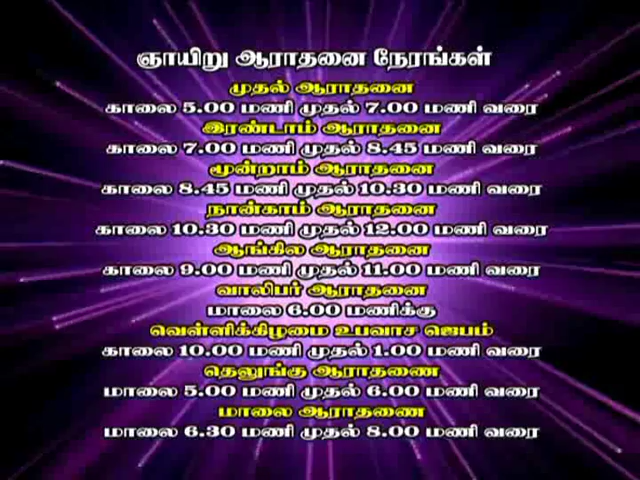 ஞாயிறு ஆராதனை நேரங்கள்
முதல் ஆராதனை
காலை 5.00 மணி முதல் 7.00 மணி வரை
இரண்டாம் ஆராதனை
காலை 7.00 மணி முதல் 8.45 மணி வரை
மூன்றாம் ஆராதனை
காலை 8.45 மணி முதல் 10.30 மணி வரை
நான்காம் ஆராதனை
காலை 10.30 மணி முதல் 12.00 மணி வரை
ஆங்கில ஆராதனை
காலை 9.00 மணி முதல் 11.00 மணி வரை
வாலிபர் ஆராதனை
மாலை 6.00 மணிக்கு
வெள்ளிக்கிழமை உபவாச ஜெபம்
காலை 10.00 மணி முதல் 1.00 மணி வரை
தெலுங்கு ஆராதணை
மாலை 5.00 மணி முதல் 6.00 மணி வரை
மாலை ஆராதணை
மாலை 6.30 மணி முதல் 8.00 மணி வரை